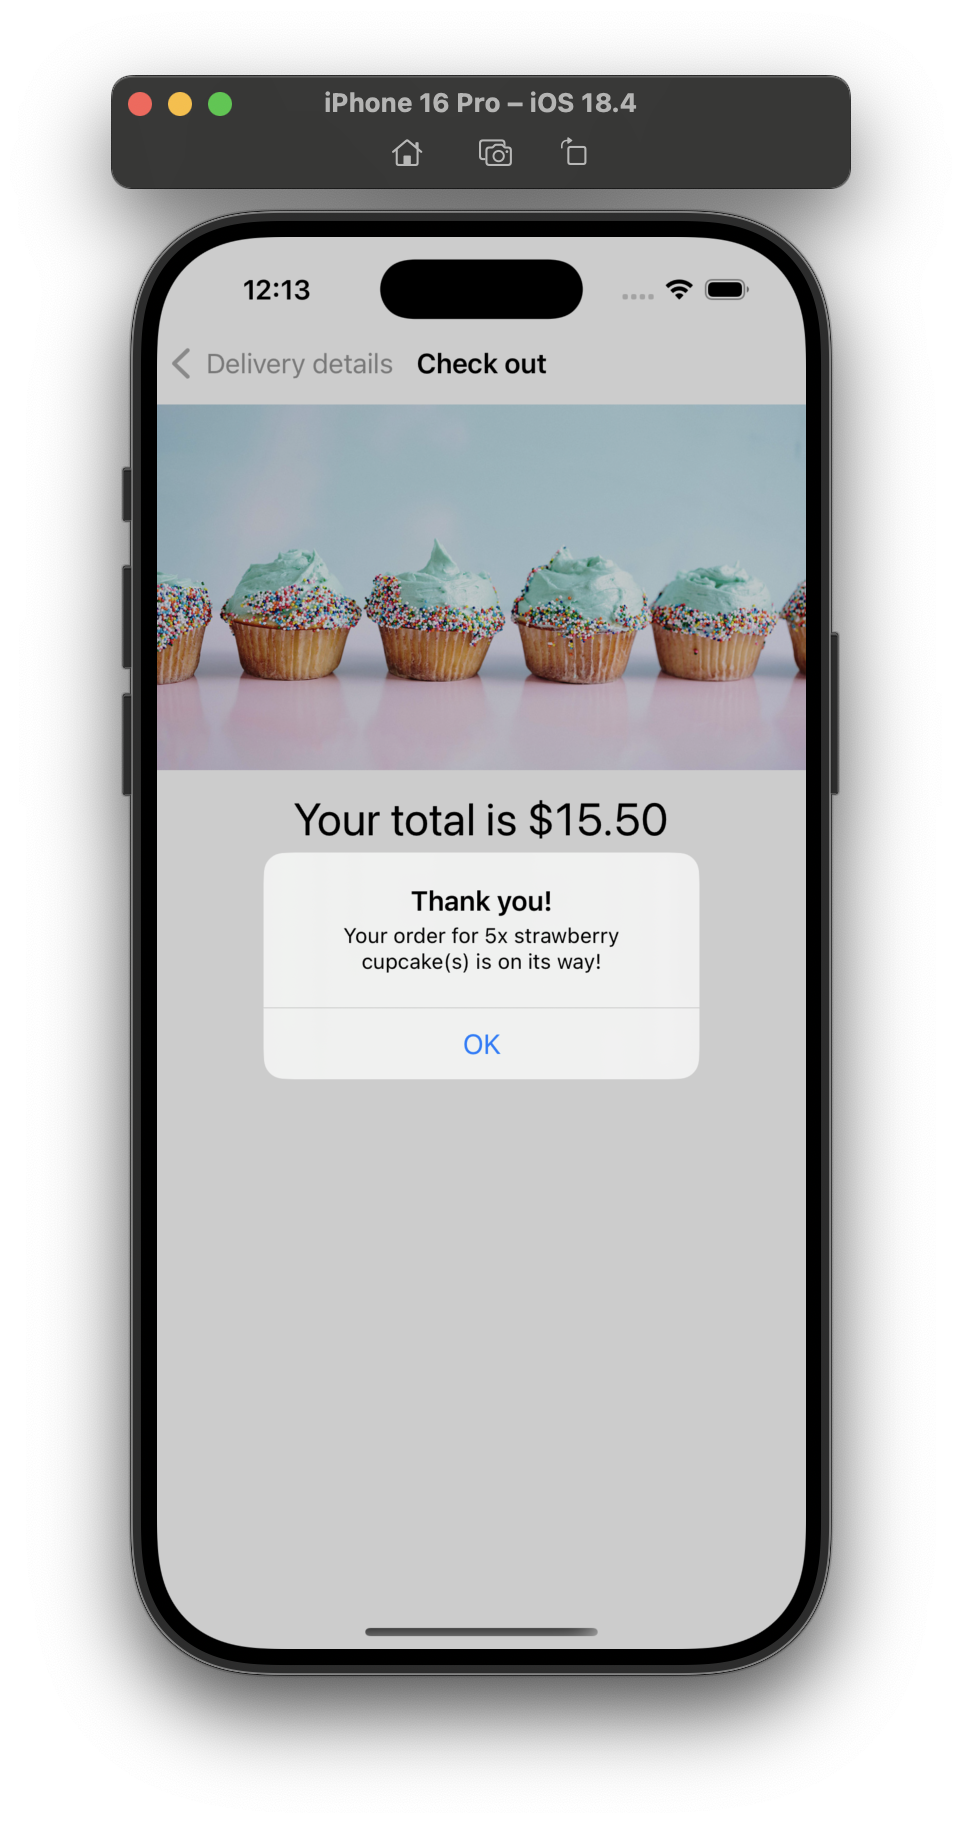 iPhone 16 Pro – iOS 18.4
12:13
Delivery details Check out
Your total is $15.50
Thank you!
Your order for 5x strawberry
cupcake(s) is on its way!
OK